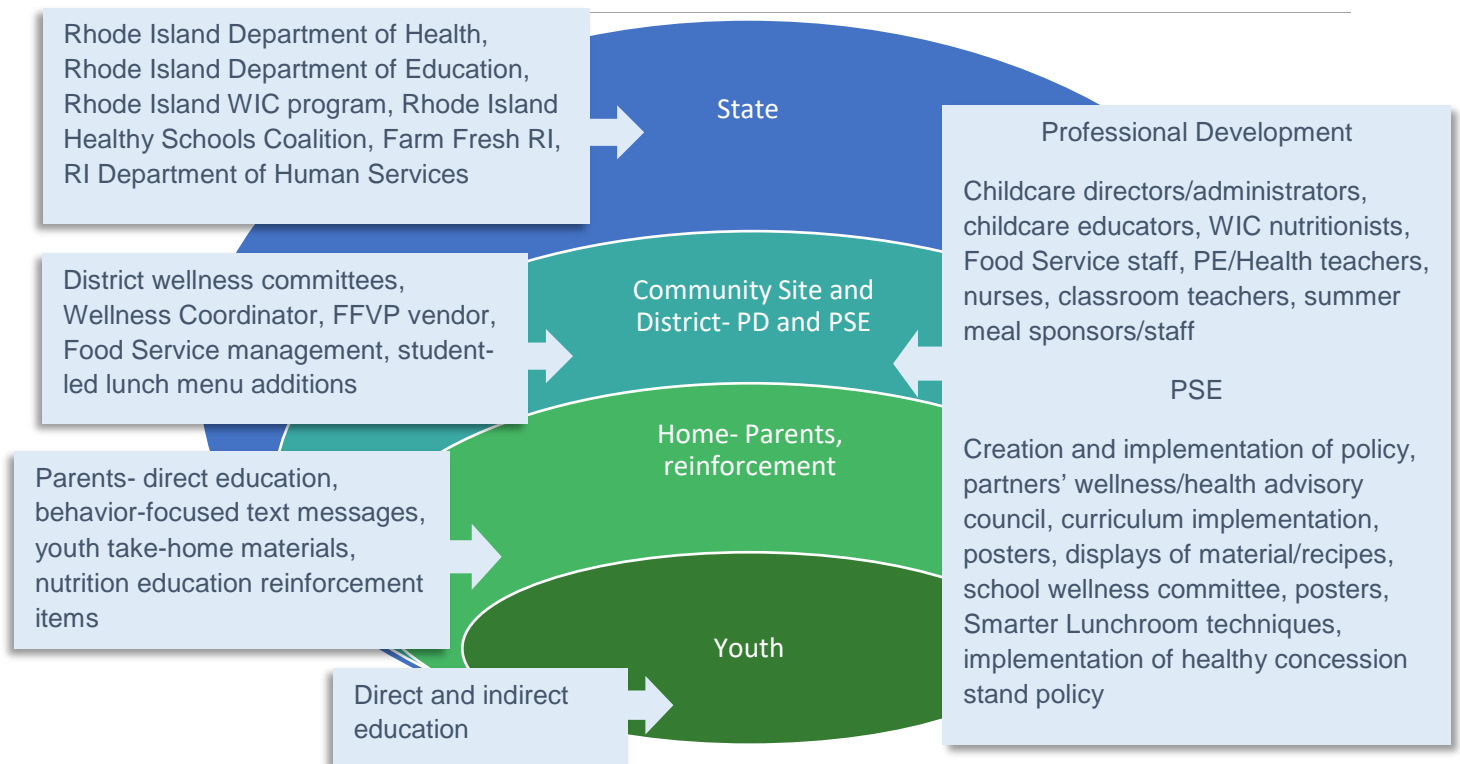 Rhode Island Department of Health,
Rhode Island Department of Education,
Rhode Island WIC program, Rhode Island
Healthy Schools Coalition, Farm Fresh RI,
RI Department of Human Services
State
District wellness committees,
Wellness Coordinator, FFVP vendor,
Food Service management, student-
led lunch menu additions
Community Site and
District- PD and PSE
Parents- direct education,
behavior-focused text messages,
youth take-home materials,
nutrition education reinforcement
items
Home- Parents,
reinforcement
Direct and indirect
education
Youth
Professional Development
Childcare directors/administrators,
childcare educators, WIC nutritionists,
Food Service staff, PE/Health teachers,
nurses, classroom teachers, summer
meal sponsors/staff
PSE
Creation and implementation of policy,
partners’ wellness/health advisory
council, curriculum implementation,
posters, displays of material/recipes,
school wellness committee, posters,
Smarter Lunchroom techniques,
implementation of healthy concession
stand policy